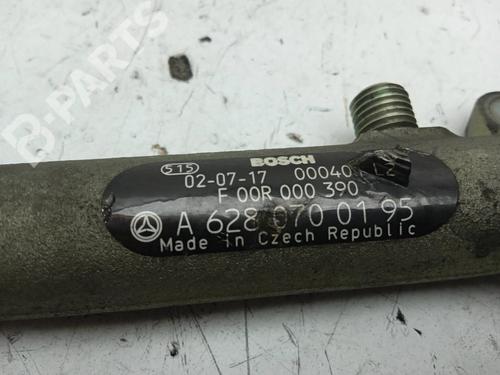 B-PARTS
515
BOSCH
02-07-17 00040
F 00R 000 390
A 628 070 01 95
Made in Czech Republic